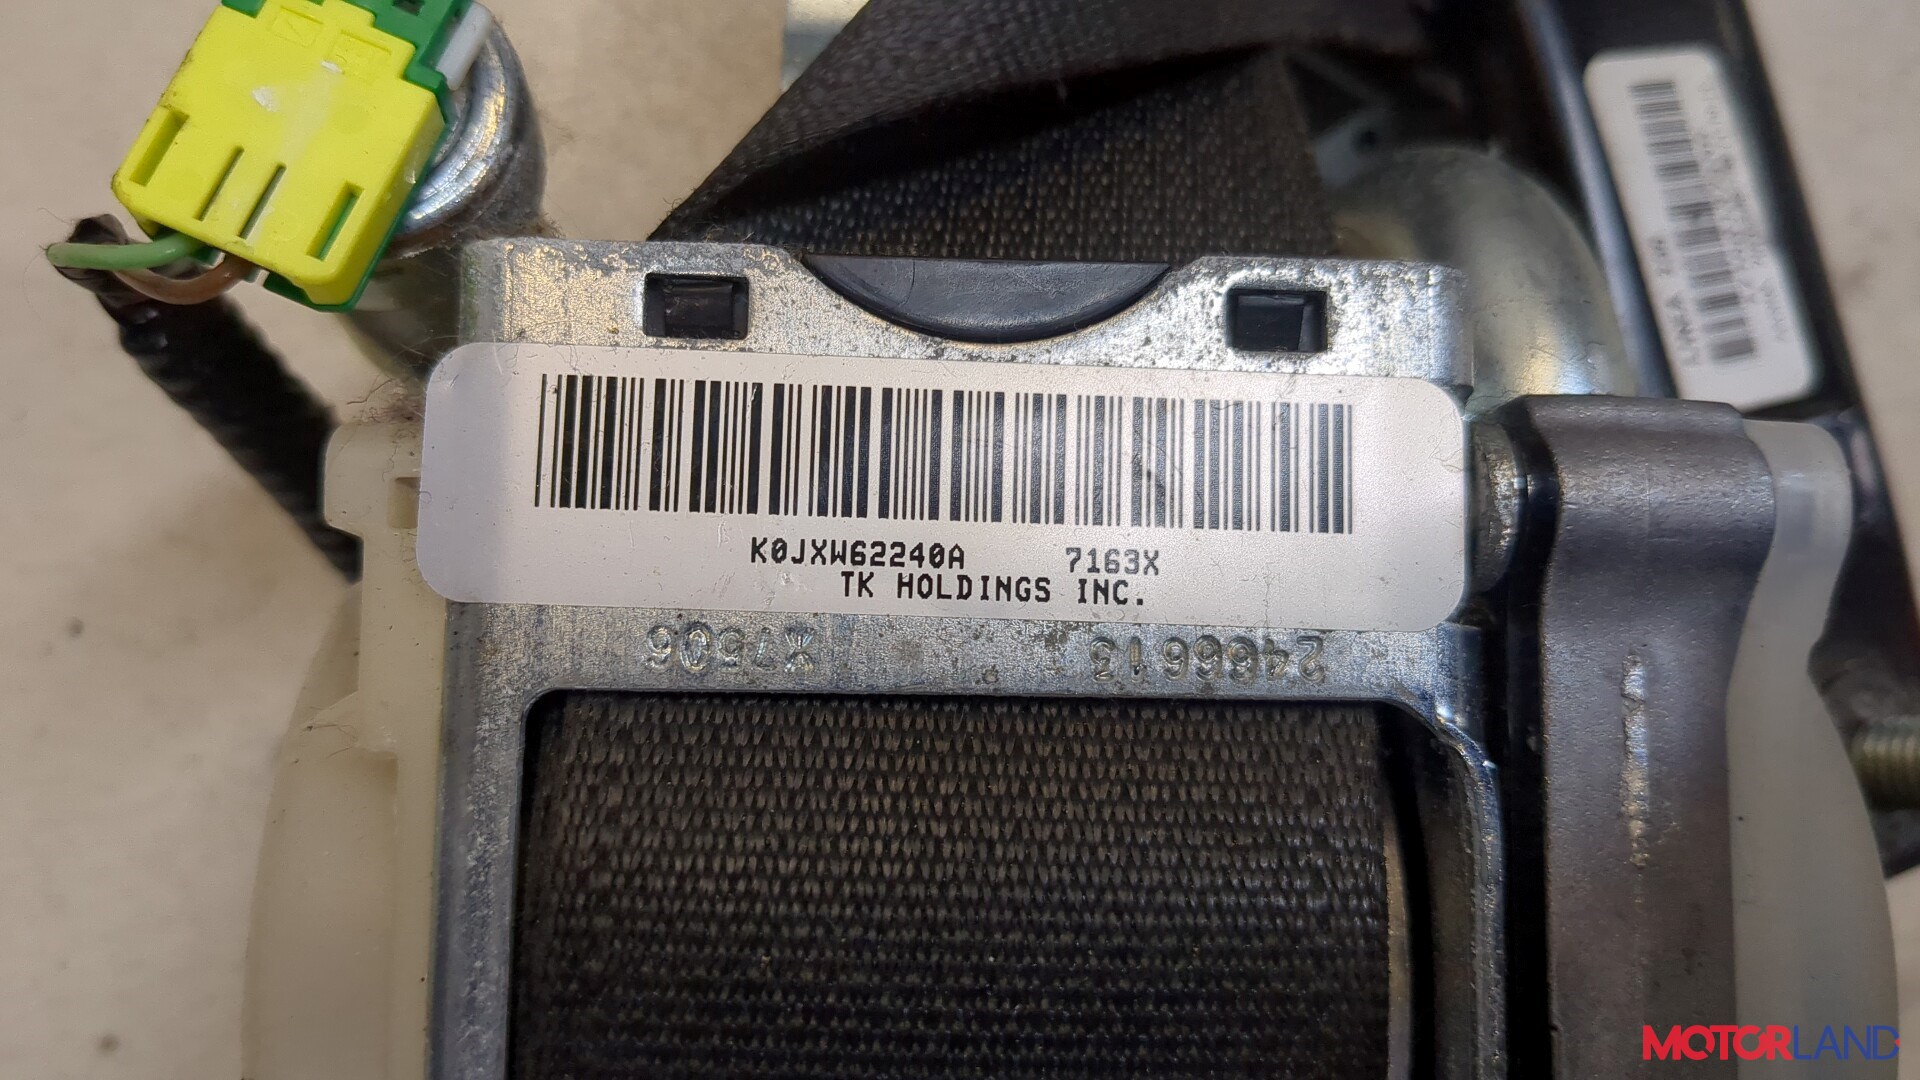 K0JXW62240A 7163X
TK HOLDINGS INC.
X7506 2466613
MOTORLAND